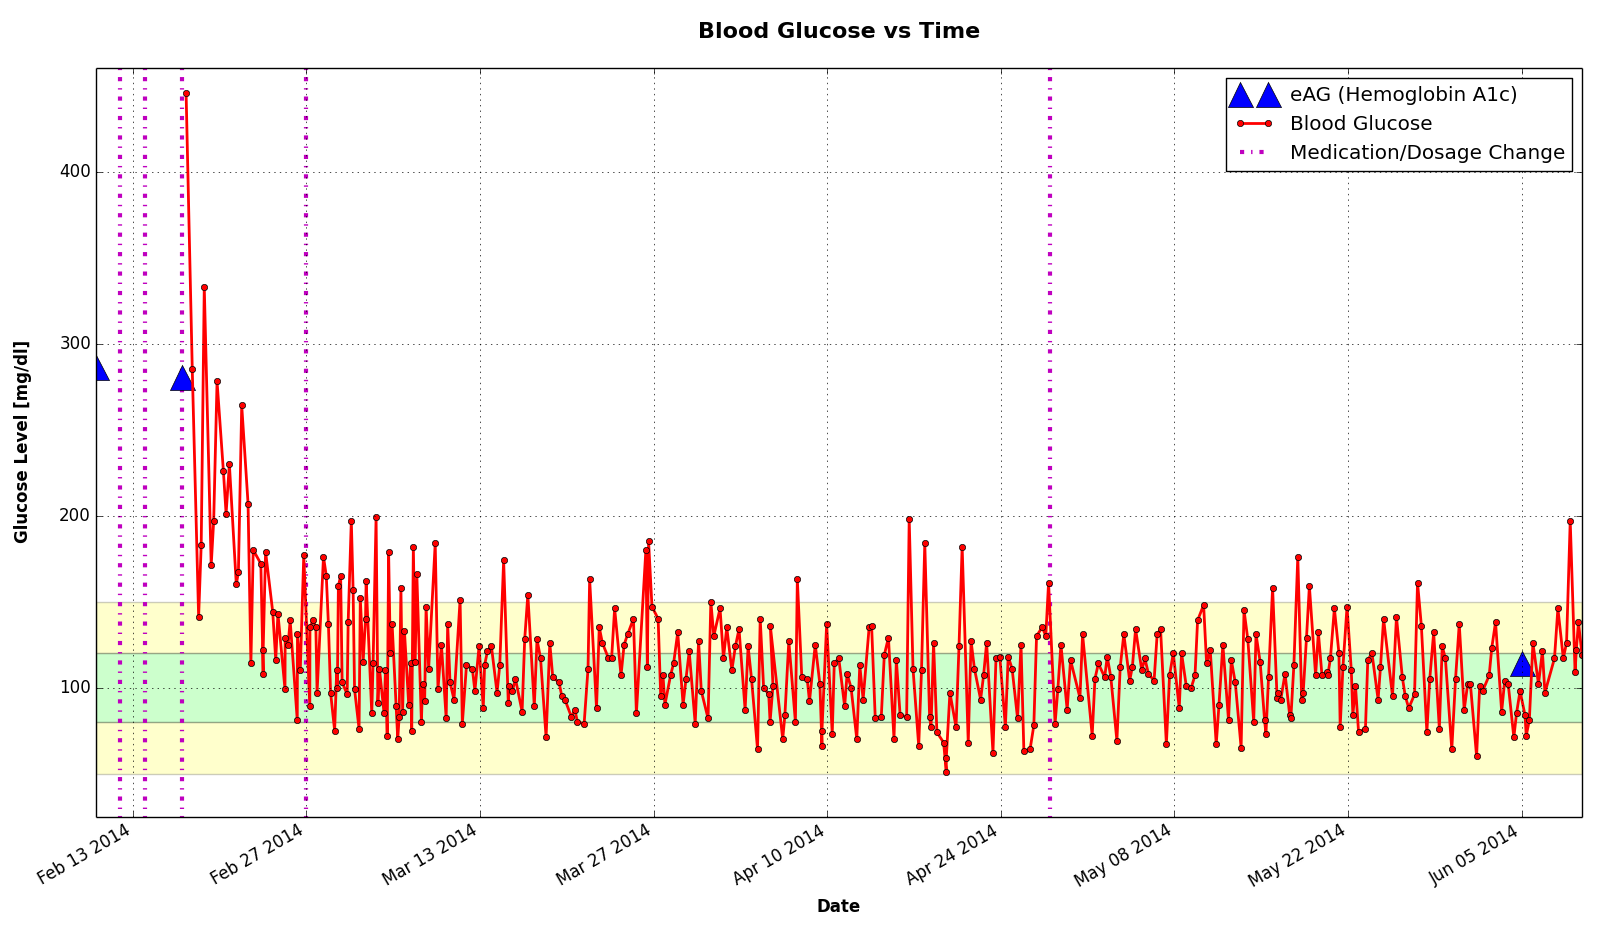 Blood Glucose vs Time
eAG (Hemoglobin A1c)
Blood Glucose
Medication/Dosage Change
400
300
200
100
Glucose Level [mg/dl]
Feb 13 2014
Feb 27 2014
Mar 13 2014
Mar 27 2014
Apr 10 2014
Apr 24 2014
May 08 2014
May 22 2014
Jun 05 2014
Date